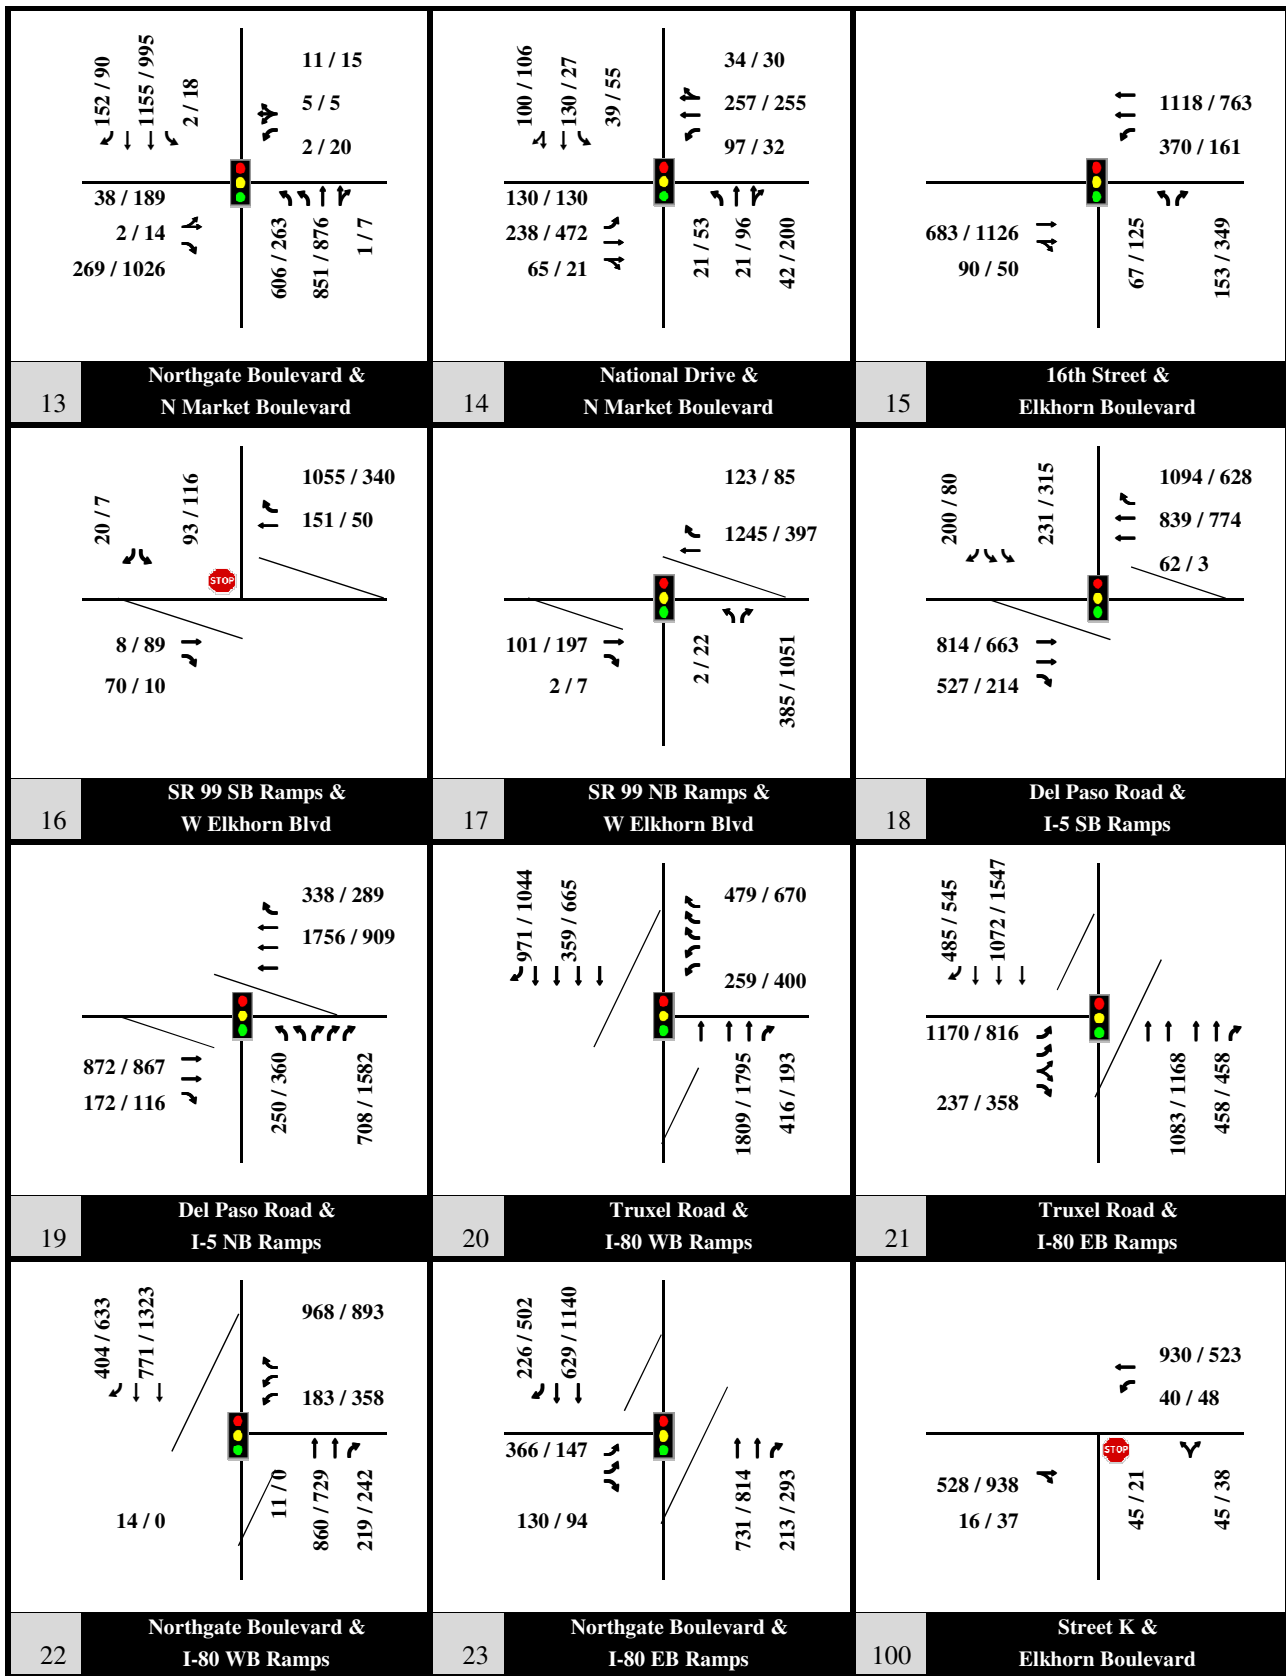 152 / 90
1155 / 995
2 / 18
11 / 15
5 / 5
2 / 20
38 / 189
2 / 14
269 / 1026
606 / 263
851 / 876
1 / 7
13
Northgate Boulevard &
N Market Boulevard
100 / 106
130 / 27
39 / 55
34 / 30
257 / 255
97 / 32
130 / 130
238 / 472
65 / 21
21 / 53
21 / 96
42 / 200
14
National Drive &
N Market Boulevard
1118 / 763
370 / 161
683 / 1126
90 / 50
67 / 125
153 / 349
15
16th Street &
Elkhorn Boulevard
20 / 7
93 / 116
1055 / 340
151 / 50
STOP
8 / 89
70 / 10
16
SR 99 SB Ramps &
W Elkhorn Blvd
123 / 85
1245 / 397
101 / 197
2 / 7
2 / 22
385 / 1051
17
SR 99 NB Ramps &
W Elkhorn Blvd
200 / 80
231 / 315
1094 / 628
839 / 774
62 / 3
814 / 663
527 / 214
18
Del Paso Road &
I-5 SB Ramps
338 / 289
1756 / 909
872 / 867
172 / 116
250 / 360
708 / 1582
19
Del Paso Road &
I-5 NB Ramps
971 / 1044
359 / 665
479 / 670
259 / 400
1809 / 1795
416 / 193
20
Truxel Road &
I-80 WB Ramps
485 / 545
1072 / 1547
1170 / 816
237 / 358
1083 / 1168
458 / 458
21
Truxel Road &
I-80 EB Ramps
404 / 633
771 / 1323
968 / 893
183 / 358
14 / 0
11 / 0
860 / 729
219 / 242
22
Northgate Boulevard &
I-80 WB Ramps
226 / 502
629 / 1140
366 / 147
130 / 94
731 / 814
213 / 293
23
Northgate Boulevard &
I-80 EB Ramps
930 / 523
40 / 48
STOP
528 / 938
16 / 37
45 / 21
45 / 38
100
Street K &
Elkhorn Boulevard